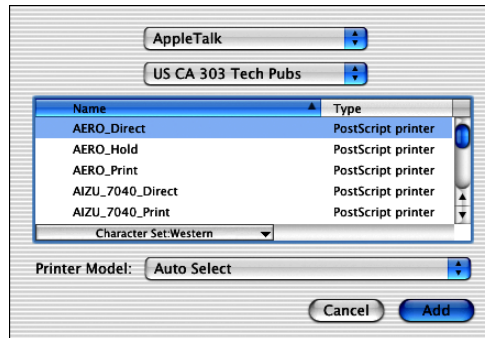 AppleTalk
US CA 303 Tech Pubs
Name Type
AERO_Direct PostScript printer
AERO_Hold PostScript printer
AERO_Print PostScript printer
AIZU_7040_Direct PostScript printer
AIZU_7040_Print PostScript printer
Character Set:Western
Printer Model: Auto Select
Cancel Add